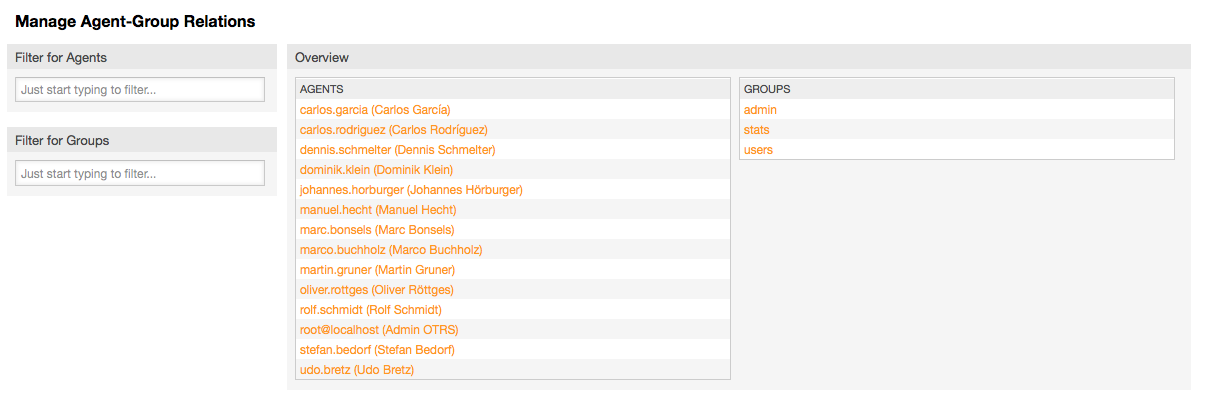 Manage Agent-Group Relations
Filter for Agents
Just start typing to filter...
Filter for Groups
Just start typing to filter...
Overview
AGENTS
carlos.garcia (Carlos García)
carlos.rodriguez (Carlos Rodríguez)
dennis.schmelter (Dennis Schmelter)
dominik.klein (Dominik Klein)
johannes.horburger (Johannes Hörburger)
manuel.hecht (Manuel Hecht)
marc.bonsels (Marc Bonsels)
marco.buchholz (Marco Buchholz)
martin.gruner (Martin Gruner)
oliver.rottges (Oliver Röttges)
rolf.schmidt (Rolf Schmidt)
root@localhost (Admin OTRS)
stefan.bedorf (Stefan Bedorf)
udo.bretz (Udo Bretz)
GROUPS
admin
stats
users